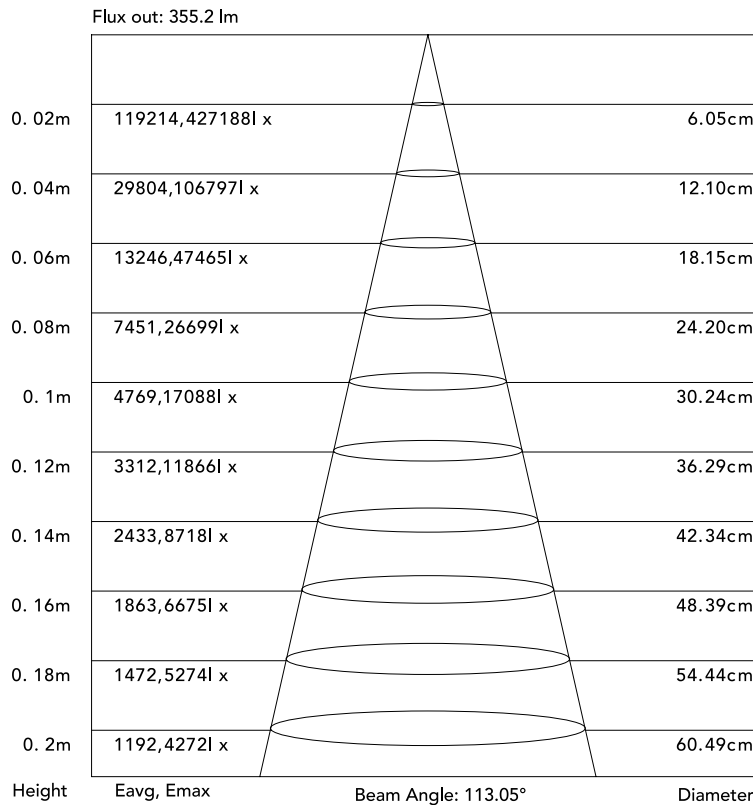 Flux out: 355.2 lm
0. 02m 119214,427188l x 6.05cm
0. 04m 29804,106797l x 12.10cm
0. 06m 13246,47465l x 18.15cm
0. 08m 7451,26699l x 24.20cm
0. 1m 4769,17088l x 30.24cm
0. 12m 3312,11866l x 36.29cm
0. 14m 2433,8718l x 42.34cm
0. 16m 1863,6675l x 48.39cm
0. 18m 1472,5274l x 54.44cm
0. 2m 1192,4272l x 60.49cm
Height Eavg, Emax Beam Angle: 113.05° Diameter